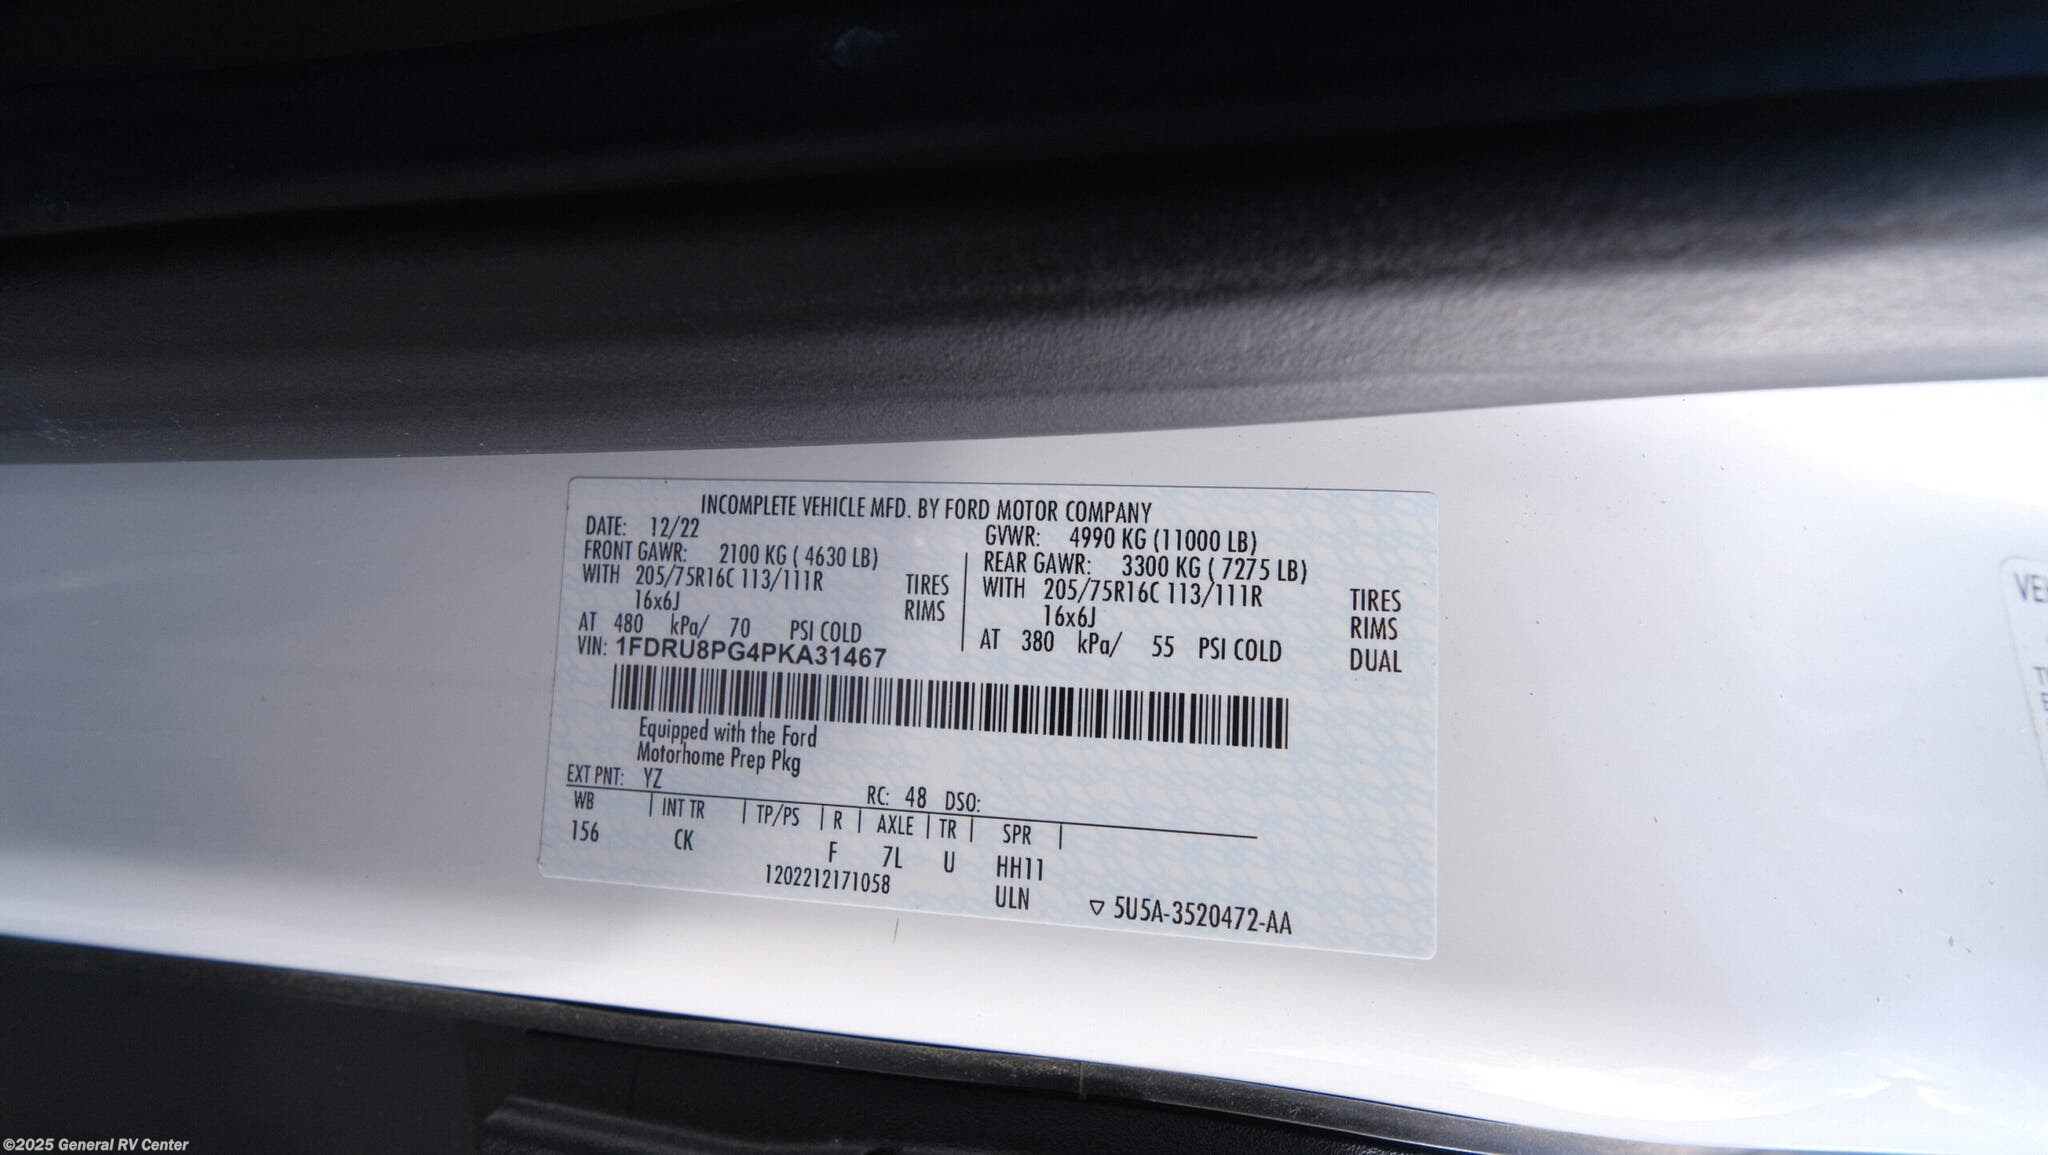 INCOMPLETE VEHICLE MFD. BY FORD MOTOR COMPANY
DATE: 12/22 GVWR: 4990 KG (11000 LB)
FRONT GAWR: 2100 KG ( 4630 LB) REAR GAWR: 3300 KG ( 7275 LB)
WITH 205/75R16C 113/111R TIRES WITH 205/75R16C 113/111R TIRES
16x6J RIMS 16x6J RIMS
AT 480 kPa/ 70 PSI COLD AT 380 kPa/ 55 PSI COLD DUAL
VIN: 1FDRU8PG4PKA31467
Equipped with the Ford
Motorhome Prep Pkg
EXT PNT: YZ RC: 48 DSO:
WB | INT TR | TP/PS | R | AXLE | TR | SPR |
156 CK F 7L U HH11
1202212171058 ULN ▽ 5U5A-3520472-AA
©2025 General RV Center